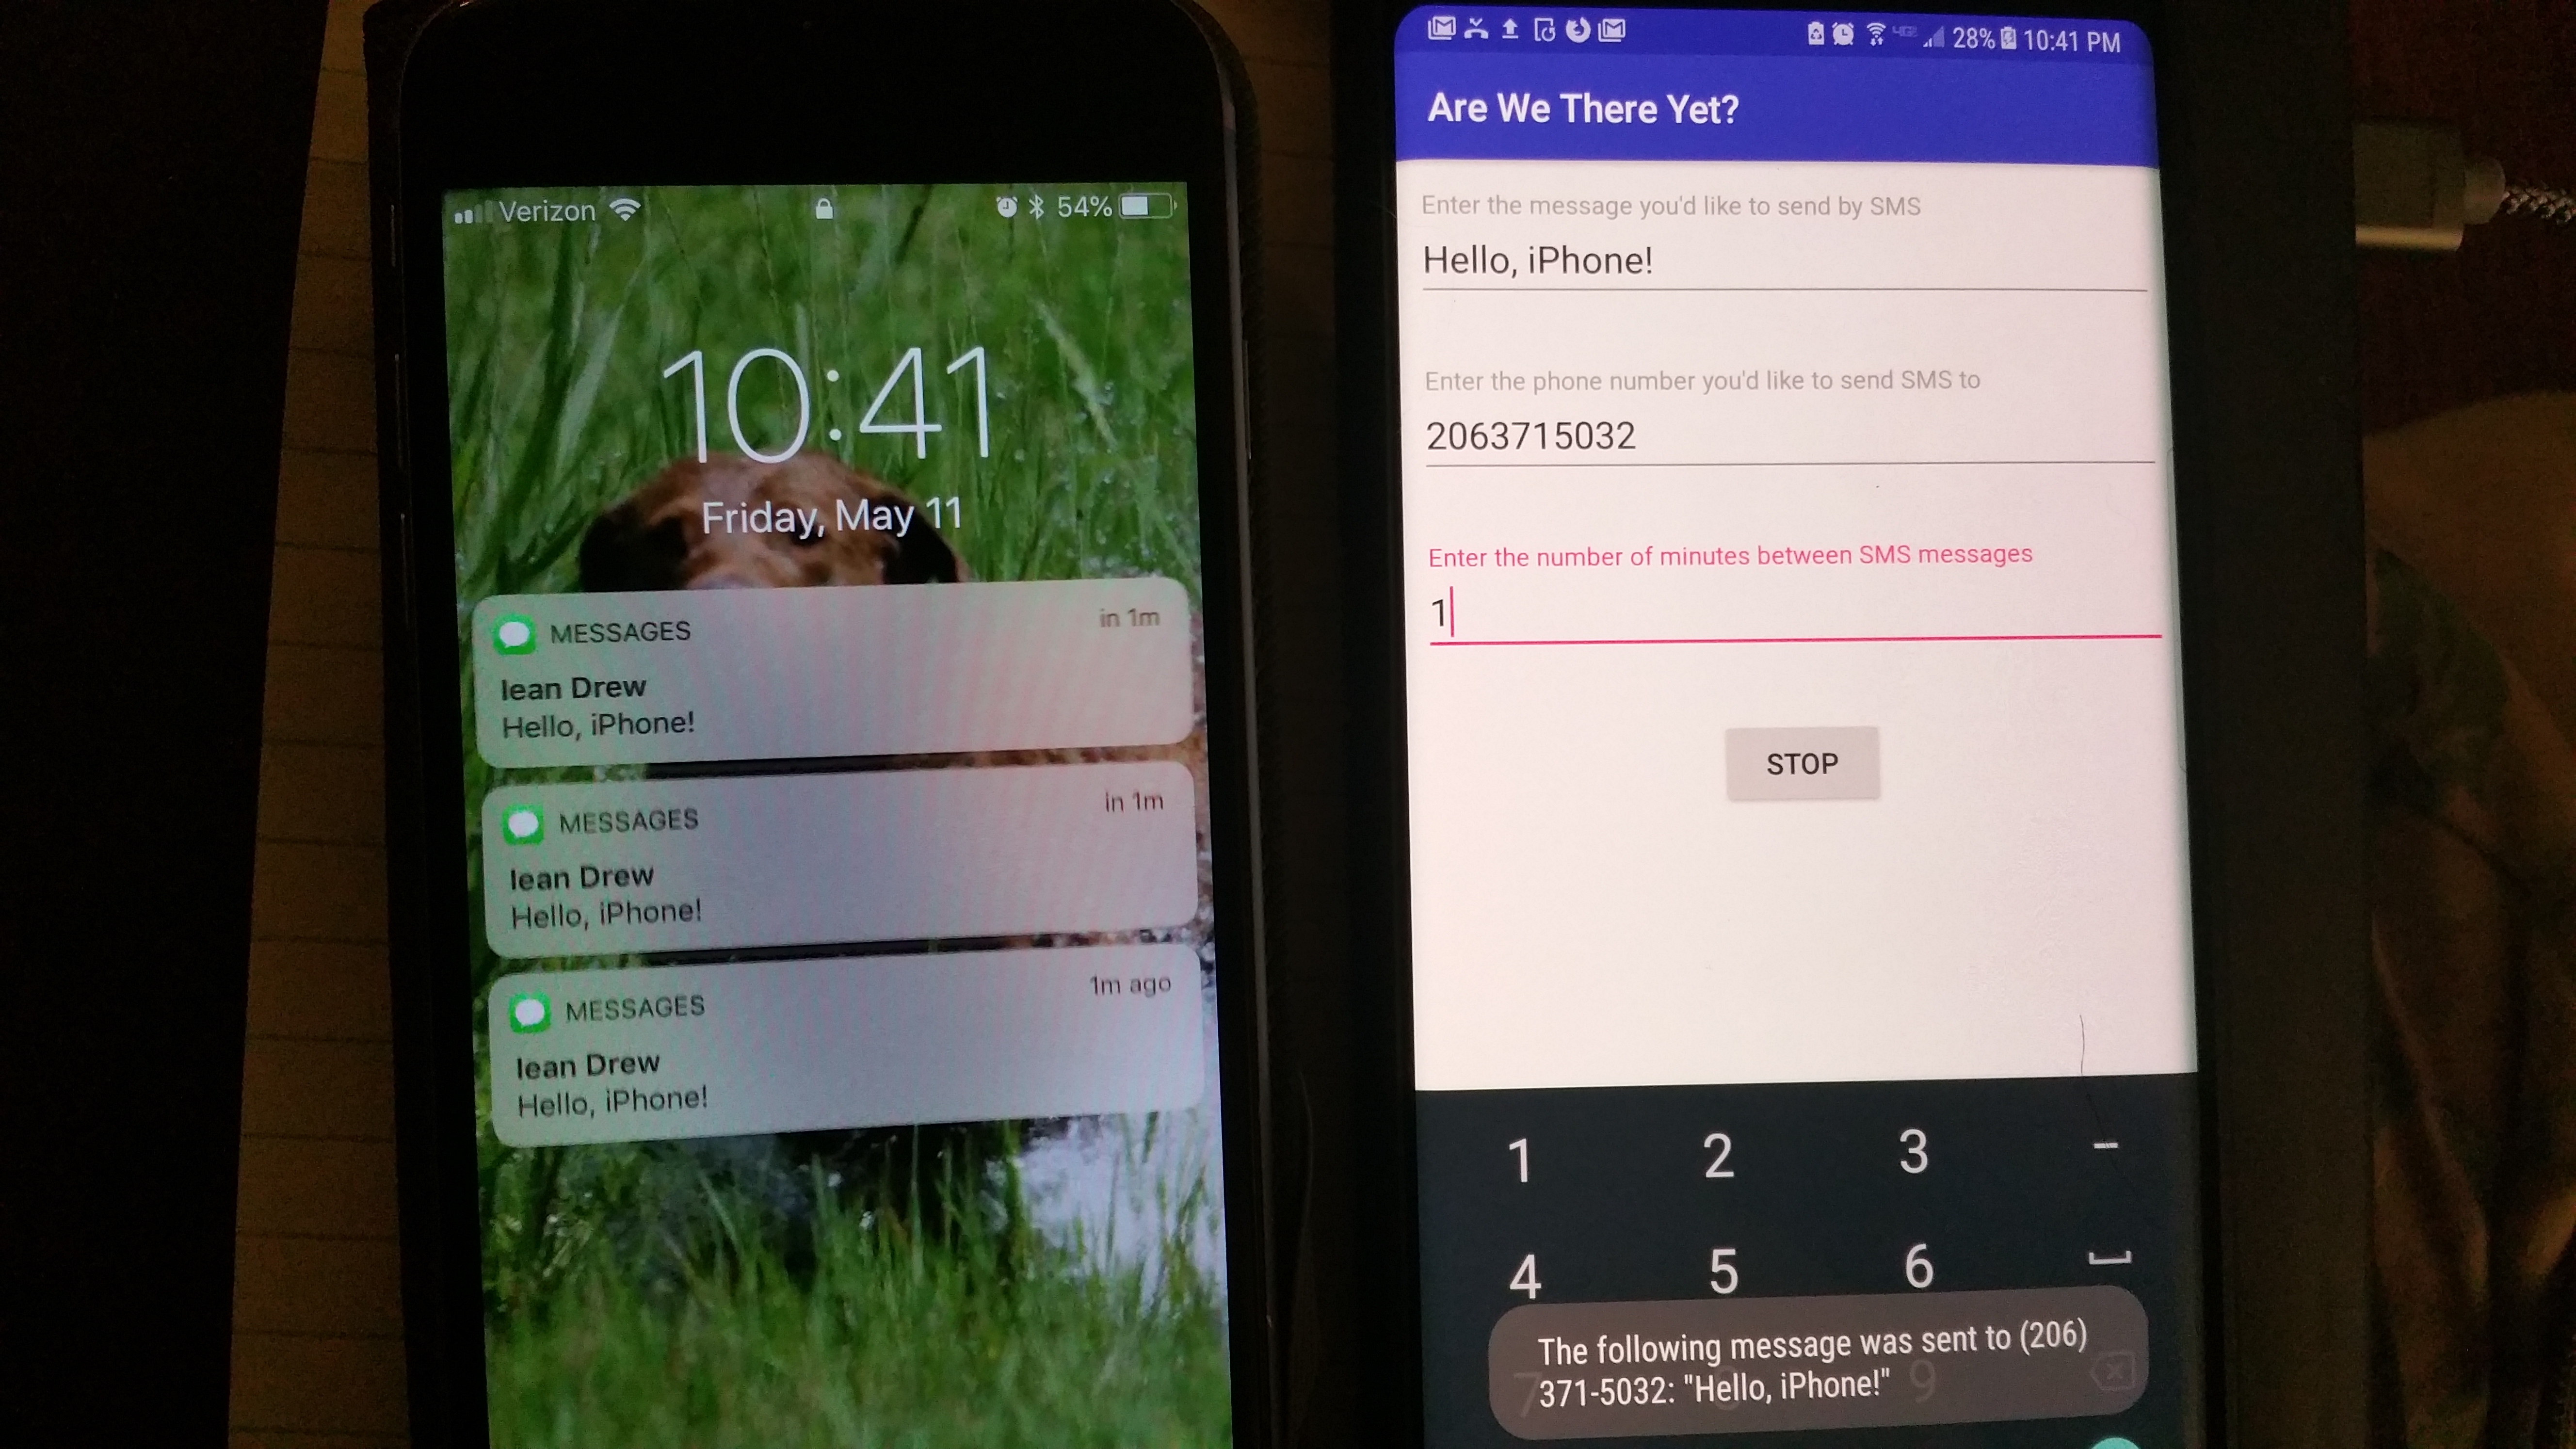 Verizon
54%
10:41
Friday, May 11
MESSAGES
in 1m
Iean Drew
Hello, iPhone!
MESSAGES
in 1m
Iean Drew
Hello, iPhone!
MESSAGES
1m ago
Iean Drew
Hello, iPhone!
28% 10:41 PM
Are We There Yet?
Enter the message you'd like to send by SMS
Hello, iPhone!
Enter the phone number you'd like to send SMS to
2063715032
Enter the number of minutes between SMS messages
1
STOP
1 2 3 -
4 5 6
The following message was sent to (206)
371-5032: "Hello, iPhone!"
7 9